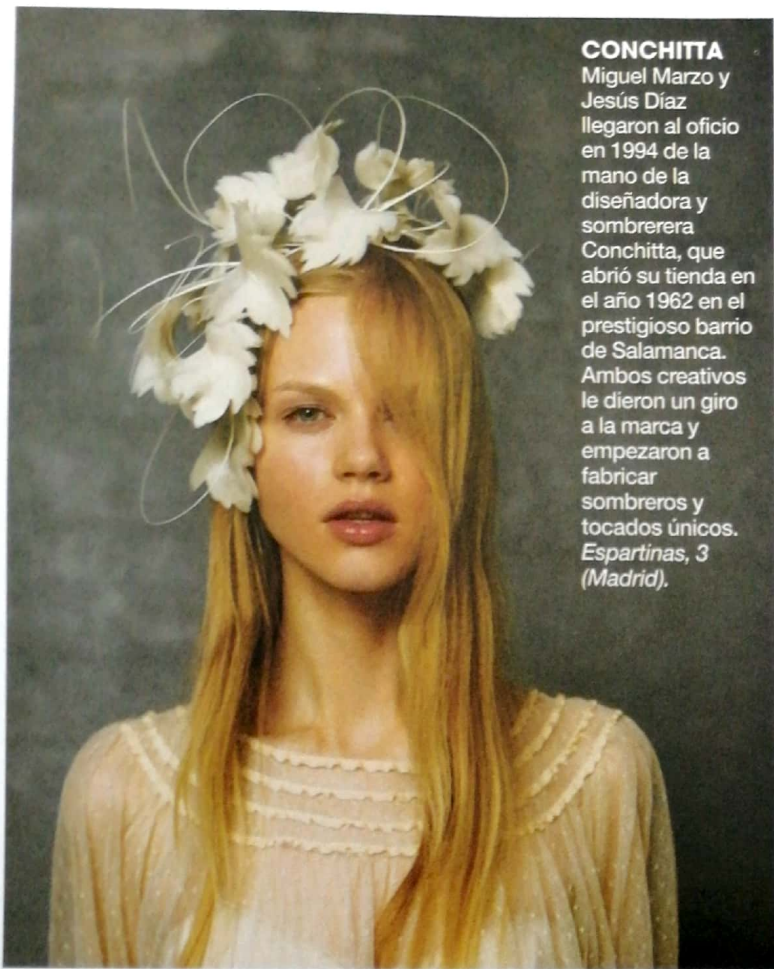 CONCHITTA
Miguel Marzo y
Jesús Díaz
llegaron al oficio
en 1994 de la
mano de la
diseñadora y
sombrerera
Conchitta, que
abrió su tienda en
el año 1962 en el
prestigioso barrio
de Salamanca.
Ambos creativos
le dieron un giro
a la marca y
empezaron a
fabricar
sombreros y
tocados únicos.
Espartinas, 3
(Madrid).